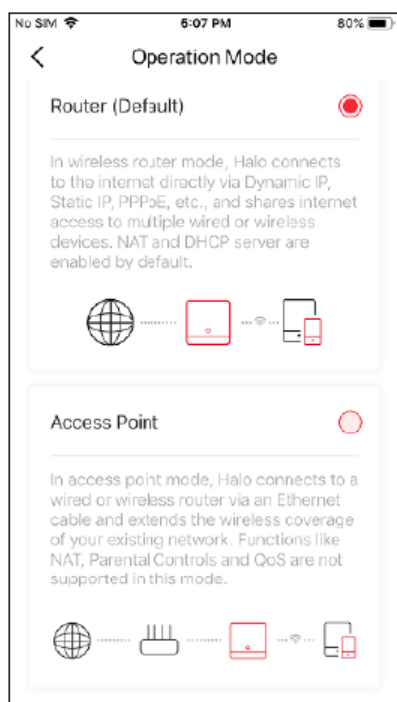 No SIM 5:07 PM 80%
Operation Mode
Router (Default)
In wireless router mode, Halo connects
to the internet directly via Dynamic IP,
Static IP, PPPoE, etc., and shares internet
access to multiple wired or wireless
devices. NAT and DHCP server are
enabled by default.
Access Point
In access point mode, Halo connects to a
wired or wireless router via an Ethernet
cable and extends the wireless coverage
of your existing network. Functions like
NAT, Parental Controls and QoS are not
supported in this mode.